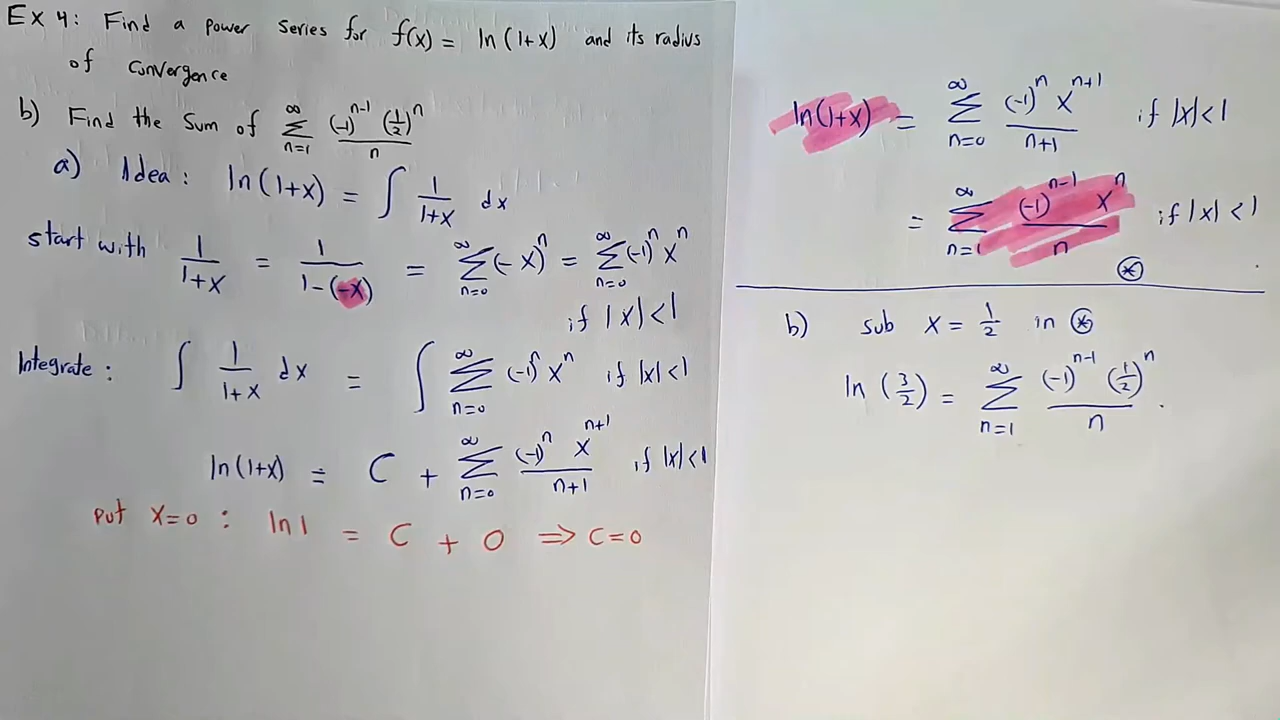 Ex 4: Find a power series for f(x) = ln(1+x) and its radius
of convergence
b) Find the sum of ∑_{n=1}^{∞} (-1)^{n-1} (1/2)^n / n
a) Idea: ln(1+x) = ∫ 1/(1+x) dx
start with 1/(1+x) = 1/(1-(-x)) = ∑_{n=0}^{∞} (-x)^n = ∑_{n=0}^{∞} (-1)^n x^n
if |x|<1
Integrate: ∫ 1/(1+x) dx = ∫ ∑_{n=0}^{∞} (-1)^n x^n if |x|<1
ln(1+x) = C + ∑_{n=0}^{∞} (-1)^n x^{n+1} / (n+1) if |x|<1
put x=0 : ln 1 = C + 0 ⇒ C=0
ln(1+x) = ∑_{n=0}^{∞} (-1)^n x^{n+1} / (n+1) if |x|<1
= ∑_{n=1}^{∞} (-1)^{n-1} x^n / n if |x|<1
⊛
b) sub x = 1/2 in ⊛
ln(3/2) = ∑_{n=1}^{∞} (-1)^{n-1} (1/2)^n / n .